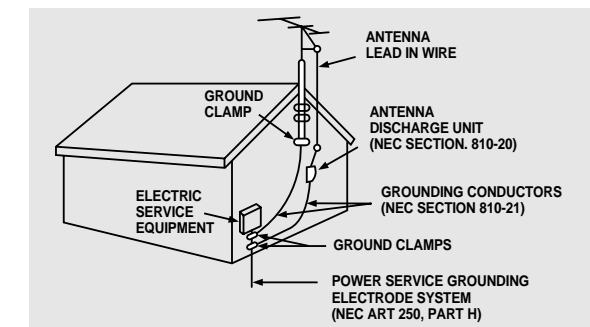 ANTENNA
LEAD IN WIRE
GROUND
CLAMP
ANTENNA
DISCHARGE UNIT
(NEC SECTION. 810-20)
ELECTRIC
SERVICE
EQUIPMENT
GROUNDING CONDUCTORS
(NEC SECTION 810-21)
GROUND CLAMPS
POWER SERVICE GROUNDING
ELECTRODE SYSTEM
(NEC ART 250, PART H)